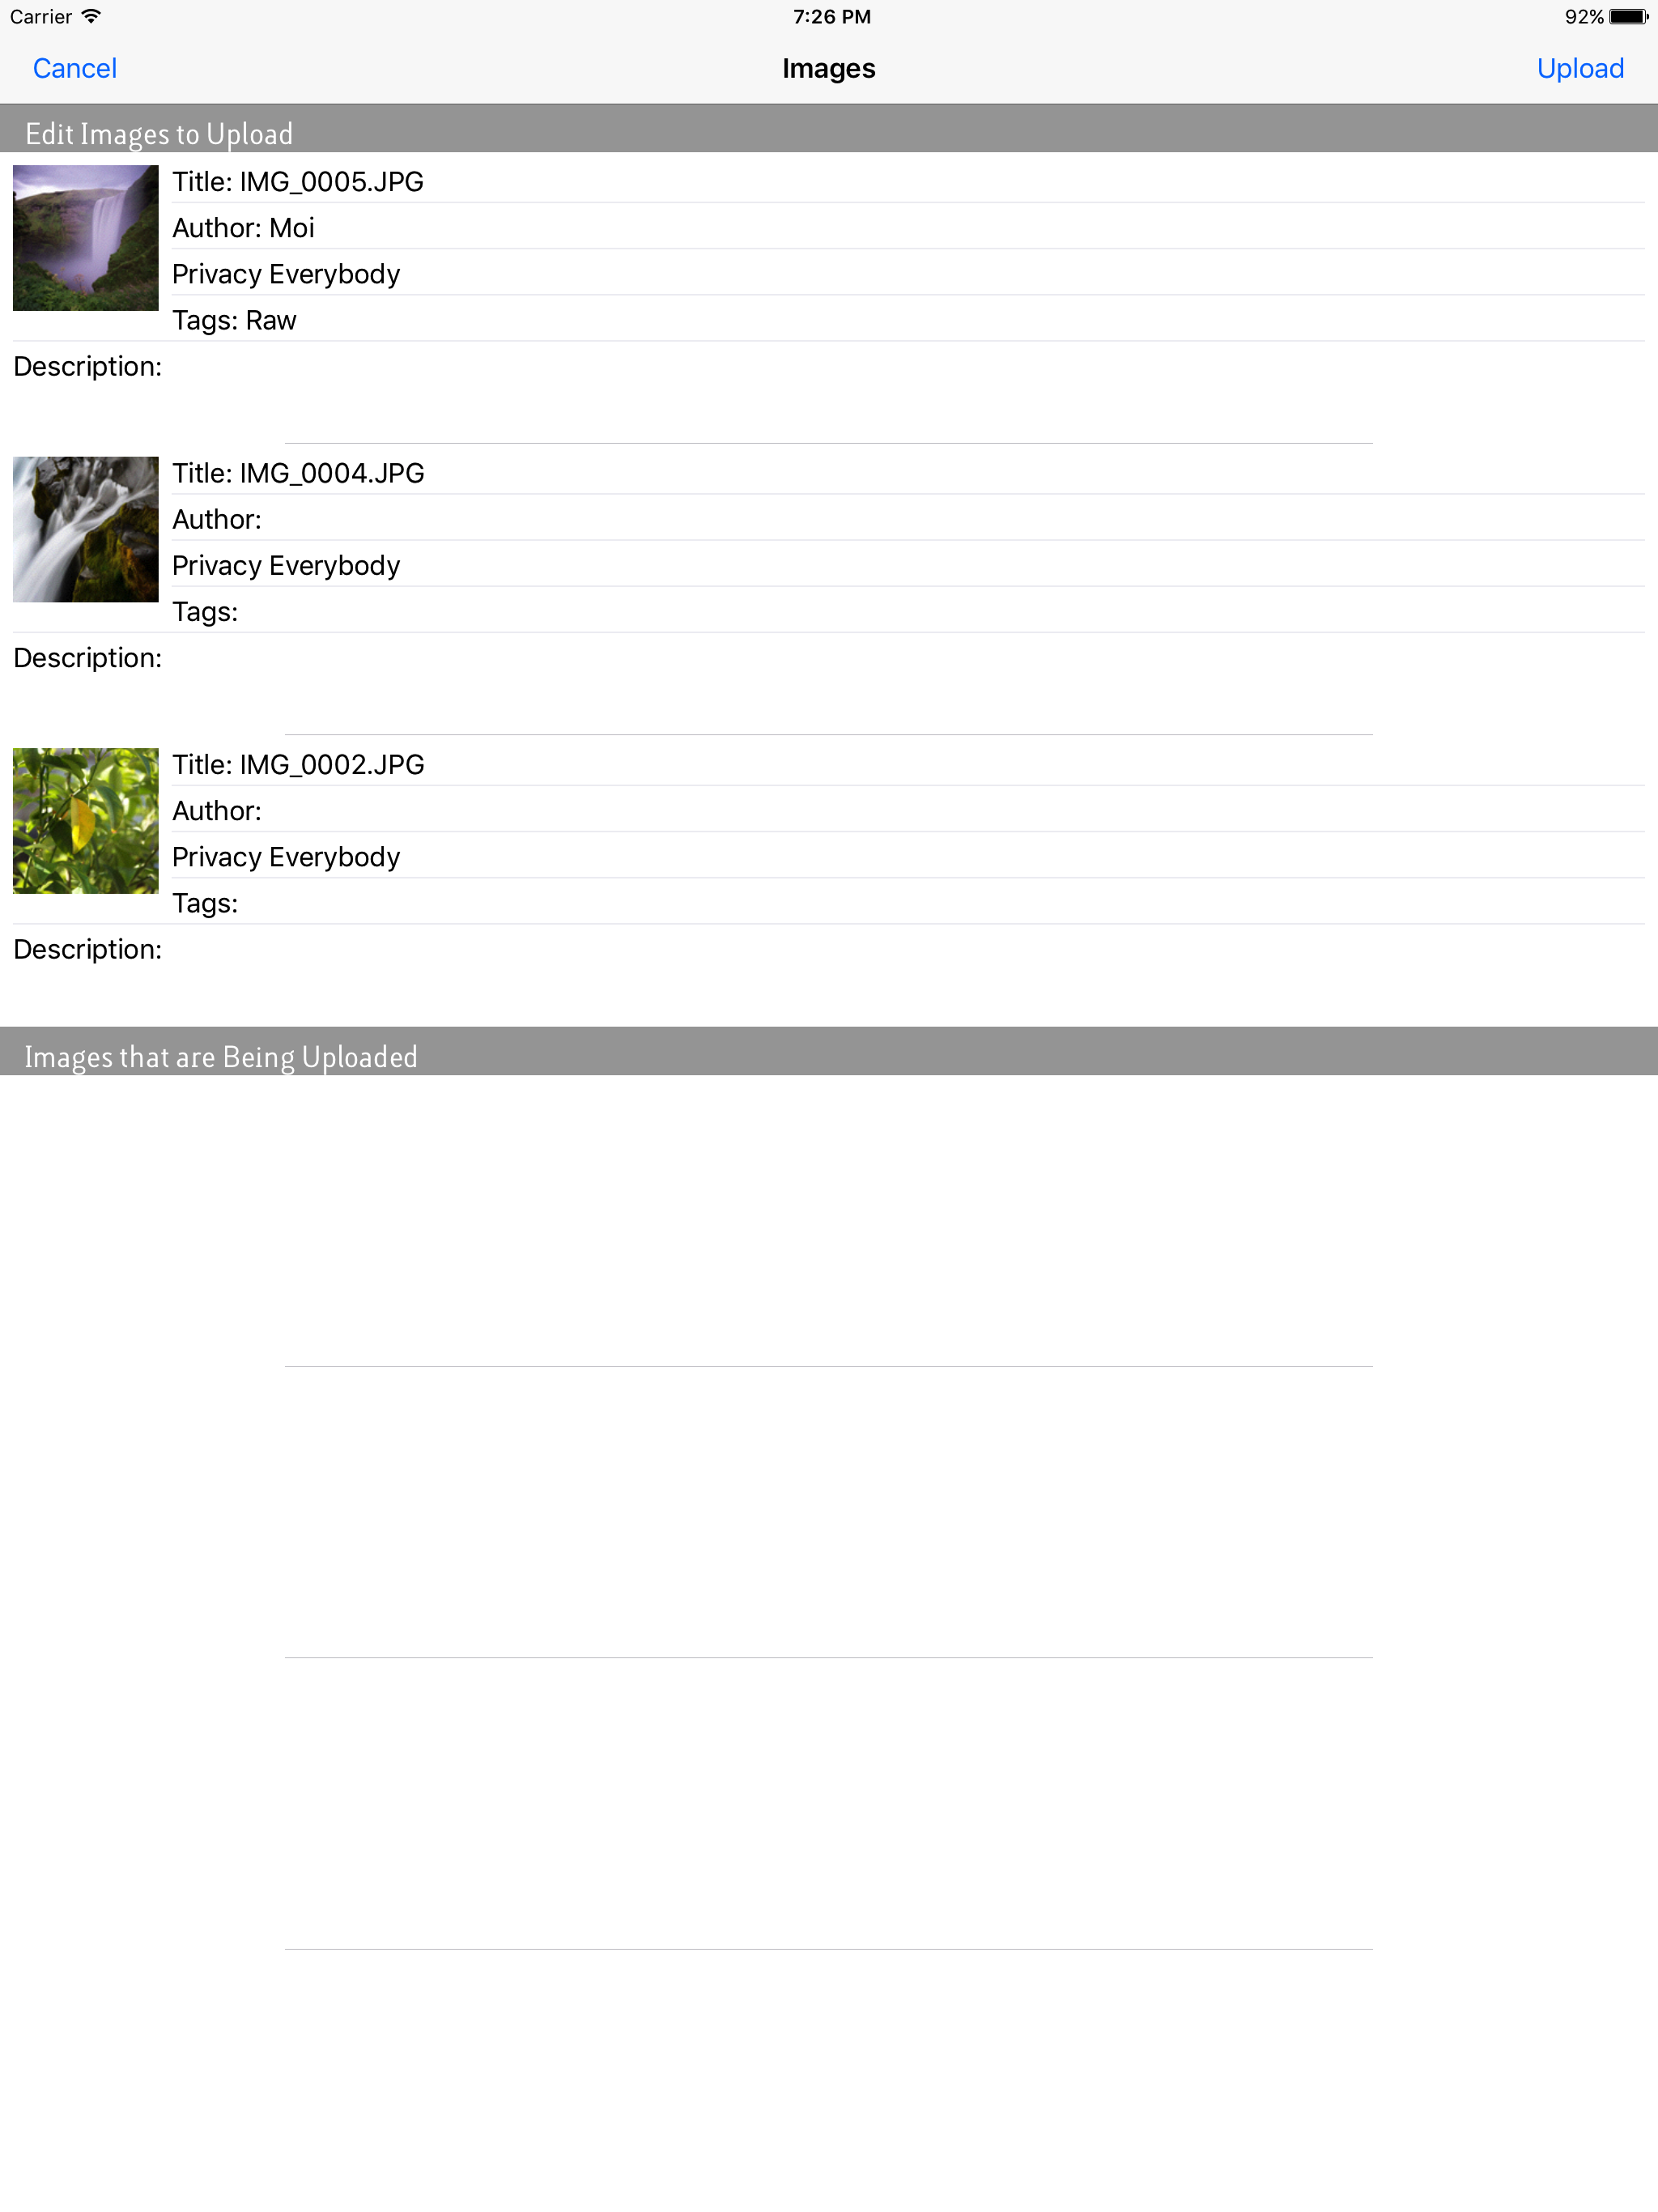 Carrier 7:26 PM 92%
Cancel Images Upload
Edit Images to Upload
Title: IMG_0005.JPG
Author: Moi
Privacy Everybody
Tags: Raw
Description:
Title: IMG_0004.JPG
Author:
Privacy Everybody
Tags:
Description:
Title: IMG_0002.JPG
Author:
Privacy Everybody
Tags:
Description:
Images that are Being Uploaded